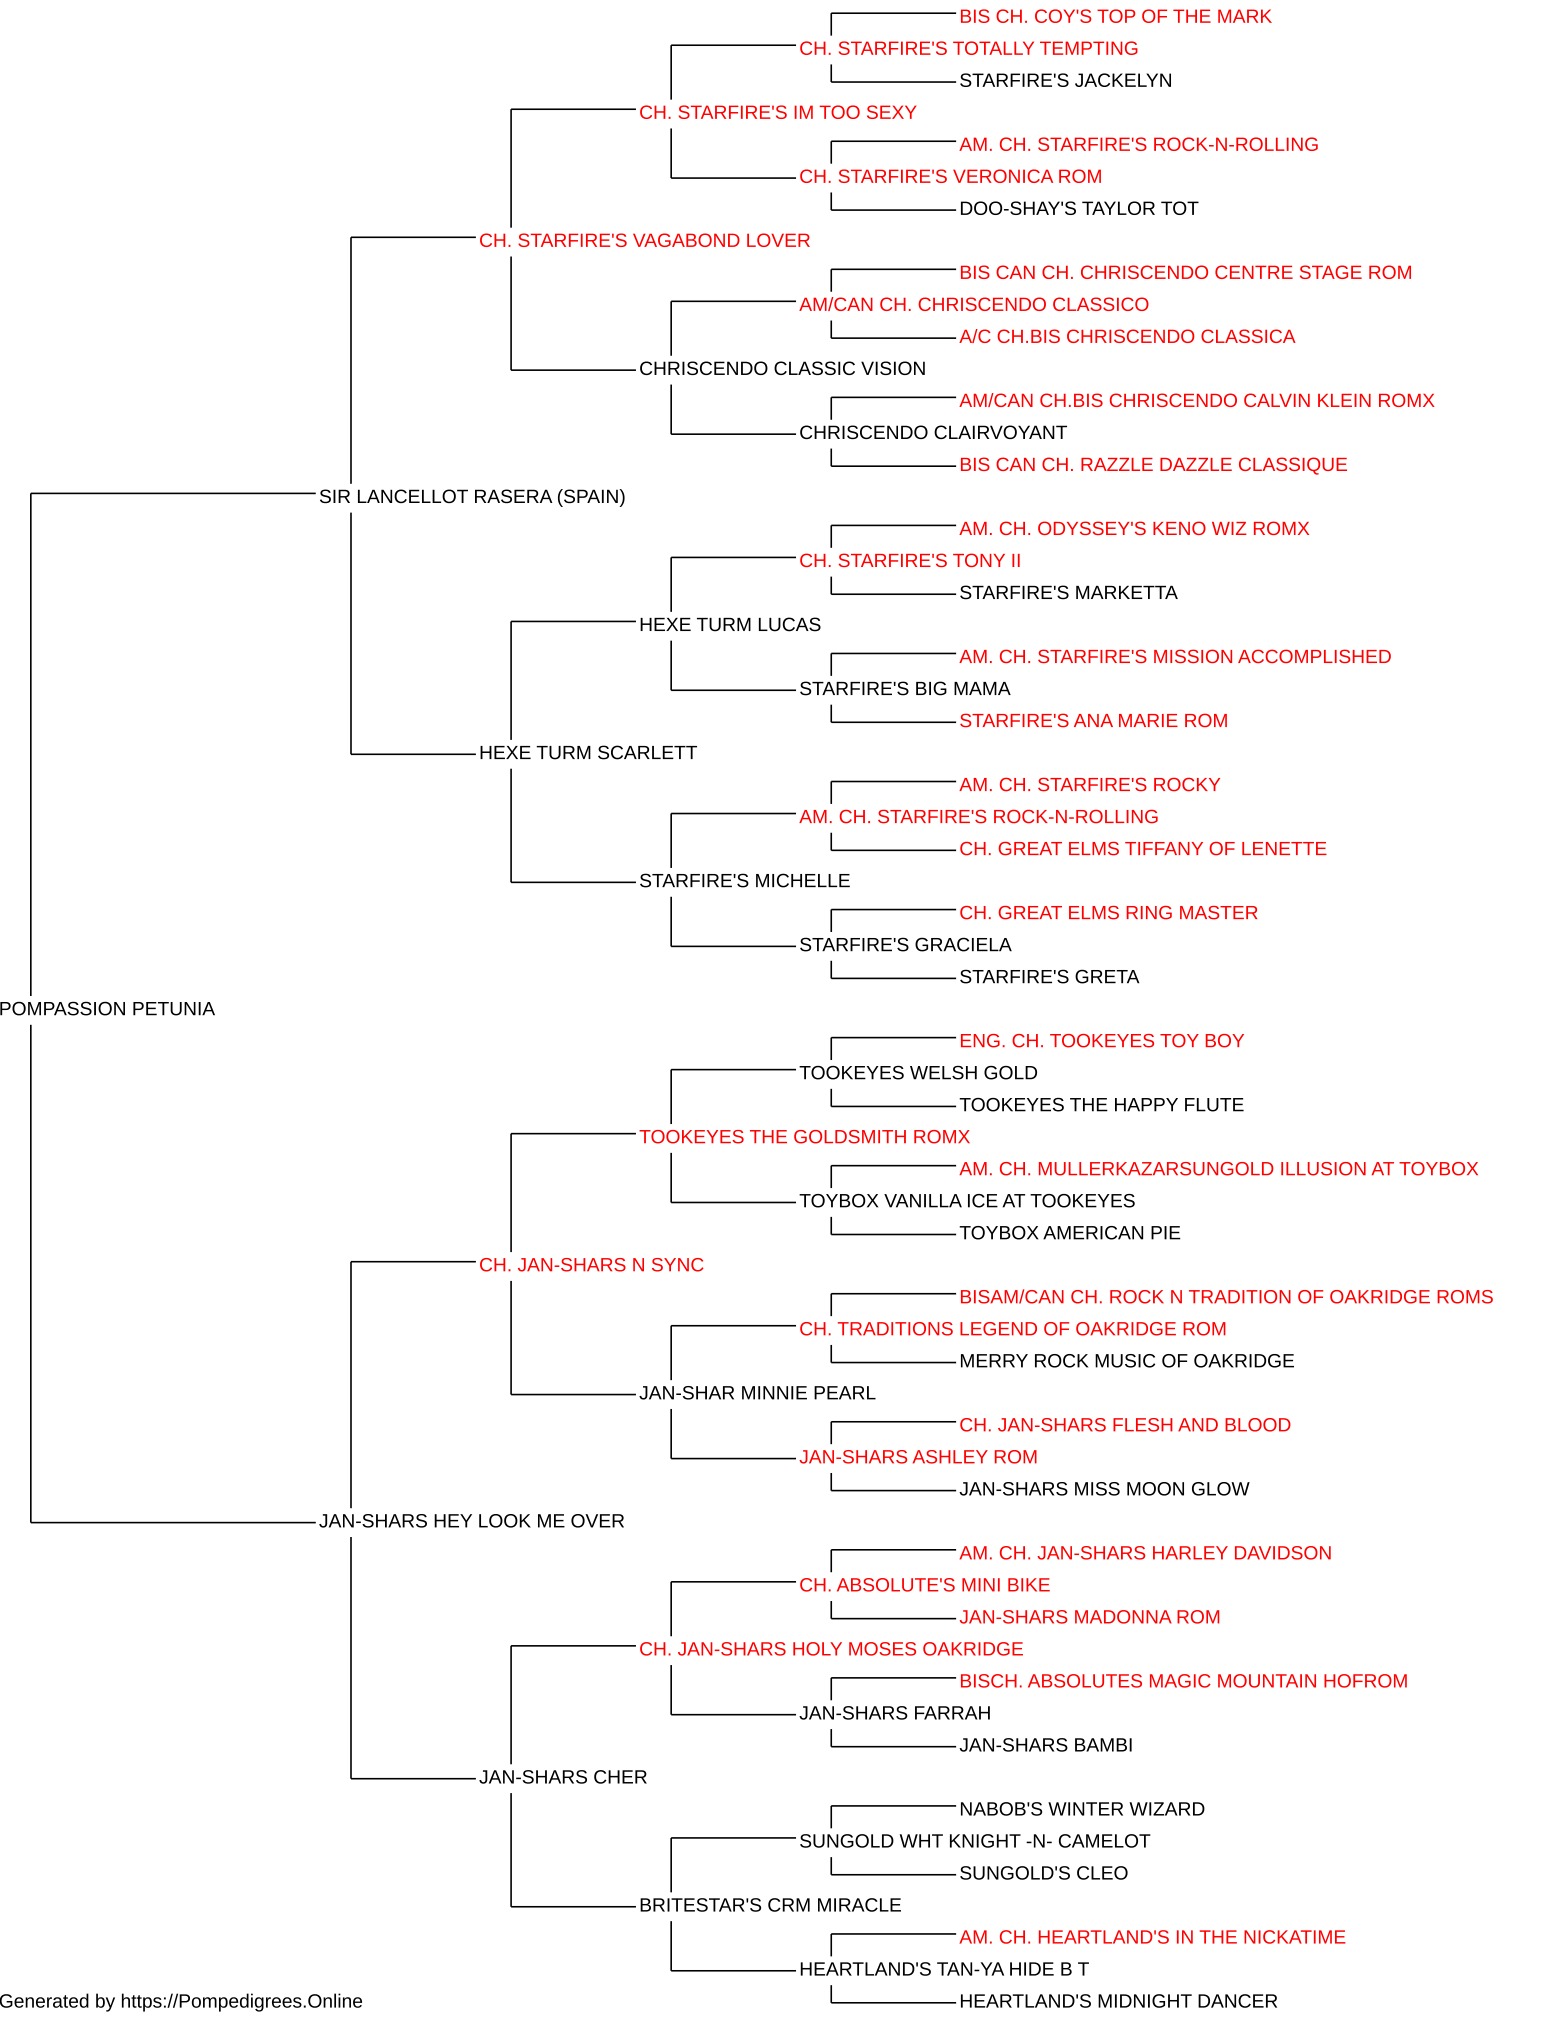 BIS CH. COY'S TOP OF THE MARK
CH. STARFIRE'S TOTALLY TEMPTING
STARFIRE'S JACKELYN
CH. STARFIRE'S IM TOO SEXY
AM. CH. STARFIRE'S ROCK-N-ROLLING
CH. STARFIRE'S VERONICA ROM
DOO-SHAY'S TAYLOR TOT
CH. STARFIRE'S VAGABOND LOVER
BIS CAN CH. CHRISCENDO CENTRE STAGE ROM
AM/CAN CH. CHRISCENDO CLASSICO
A/C CH.BIS CHRISCENDO CLASSICA
CHRISCENDO CLASSIC VISION
AM/CAN CH.BIS CHRISCENDO CALVIN KLEIN ROMX
CHRISCENDO CLAIRVOYANT
BIS CAN CH. RAZZLE DAZZLE CLASSIQUE
SIR LANCELLOT RASERA (SPAIN)
AM. CH. ODYSSEY'S KENO WIZ ROMX
CH. STARFIRE'S TONY II
STARFIRE'S MARKETTA
HEXE TURM LUCAS
AM. CH. STARFIRE'S MISSION ACCOMPLISHED
STARFIRE'S BIG MAMA
STARFIRE'S ANA MARIE ROM
HEXE TURM SCARLETT
AM. CH. STARFIRE'S ROCKY
AM. CH. STARFIRE'S ROCK-N-ROLLING
CH. GREAT ELMS TIFFANY OF LENETTE
STARFIRE'S MICHELLE
CH. GREAT ELMS RING MASTER
STARFIRE'S GRACIELA
STARFIRE'S GRETA
POMPASSION PETUNIA
ENG. CH. TOOKEYES TOY BOY
TOOKEYES WELSH GOLD
TOOKEYES THE HAPPY FLUTE
TOOKEYES THE GOLDSMITH ROMX
AM. CH. MULLERKAZARSUNGOLD ILLUSION AT TOYBOX
TOYBOX VANILLA ICE AT TOOKEYES
TOYBOX AMERICAN PIE
CH. JAN-SHARS N SYNC
BISAM/CAN CH. ROCK N TRADITION OF OAKRIDGE ROMS
CH. TRADITIONS LEGEND OF OAKRIDGE ROM
MERRY ROCK MUSIC OF OAKRIDGE
JAN-SHAR MINNIE PEARL
CH. JAN-SHARS FLESH AND BLOOD
JAN-SHARS ASHLEY ROM
JAN-SHARS MISS MOON GLOW
JAN-SHARS HEY LOOK ME OVER
AM. CH. JAN-SHARS HARLEY DAVIDSON
CH. ABSOLUTE'S MINI BIKE
JAN-SHARS MADONNA ROM
CH. JAN-SHARS HOLY MOSES OAKRIDGE
BISCH. ABSOLUTES MAGIC MOUNTAIN HOFROM
JAN-SHARS FARRAH
JAN-SHARS BAMBI
JAN-SHARS CHER
NABOB'S WINTER WIZARD
SUNGOLD WHT KNIGHT -N- CAMELOT
SUNGOLD'S CLEO
BRITESTAR'S CRM MIRACLE
AM. CH. HEARTLAND'S IN THE NICKATIME
HEARTLAND'S TAN-YA HIDE B T
HEARTLAND'S MIDNIGHT DANCER
Generated by https://Pompedigrees.Online